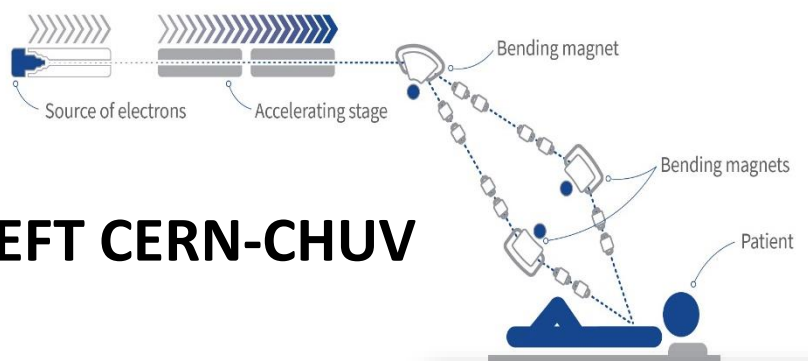 Bending magnet
Source of electrons
Accelerating stage
Bending magnets
EFT CERN-CHUV
Patient